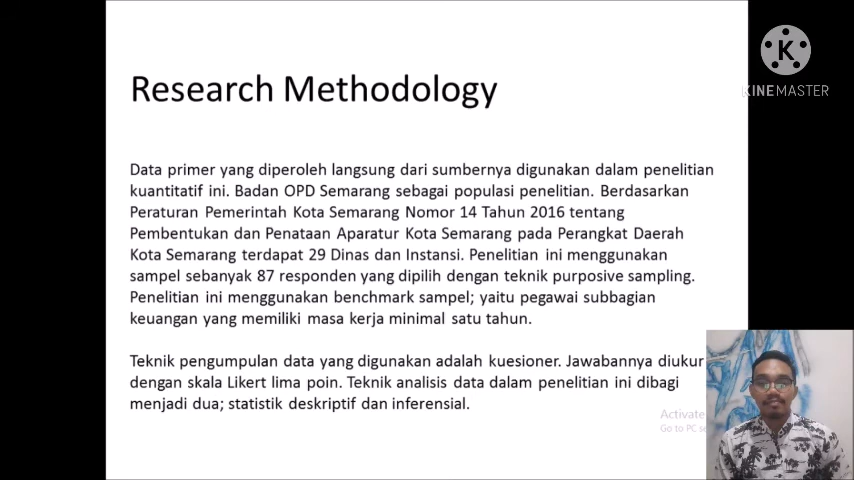 Research Methodology
Data primer yang diperoleh langsung dari sumbernya digunakan dalam penelitian
kuantitatif ini. Badan OPD Semarang sebagai populasi penelitian. Berdasarkan
Peraturan Pemerintah Kota Semarang Nomor 14 Tahun 2016 tentang
Pembentukan dan Penataan Aparatur Kota Semarang pada Perangkat Daerah
Kota Semarang terdapat 29 Dinas dan Instansi. Penelitian ini menggunakan
sampel sebanyak 87 responden yang dipilih dengan teknik purposive sampling.
Penelitian ini menggunakan benchmark sampel; yaitu pegawai subbagian
keuangan yang memiliki masa kerja minimal satu tahun.
Teknik pengumpulan data yang digunakan adalah kuesioner. Jawabannya diukur
dengan skala Likert lima poin. Teknik analisis data dalam penelitian ini dibagi
menjadi dua; statistik deskriptif dan inferensial.
K
KINEMASTER
Activate
Go to PC se